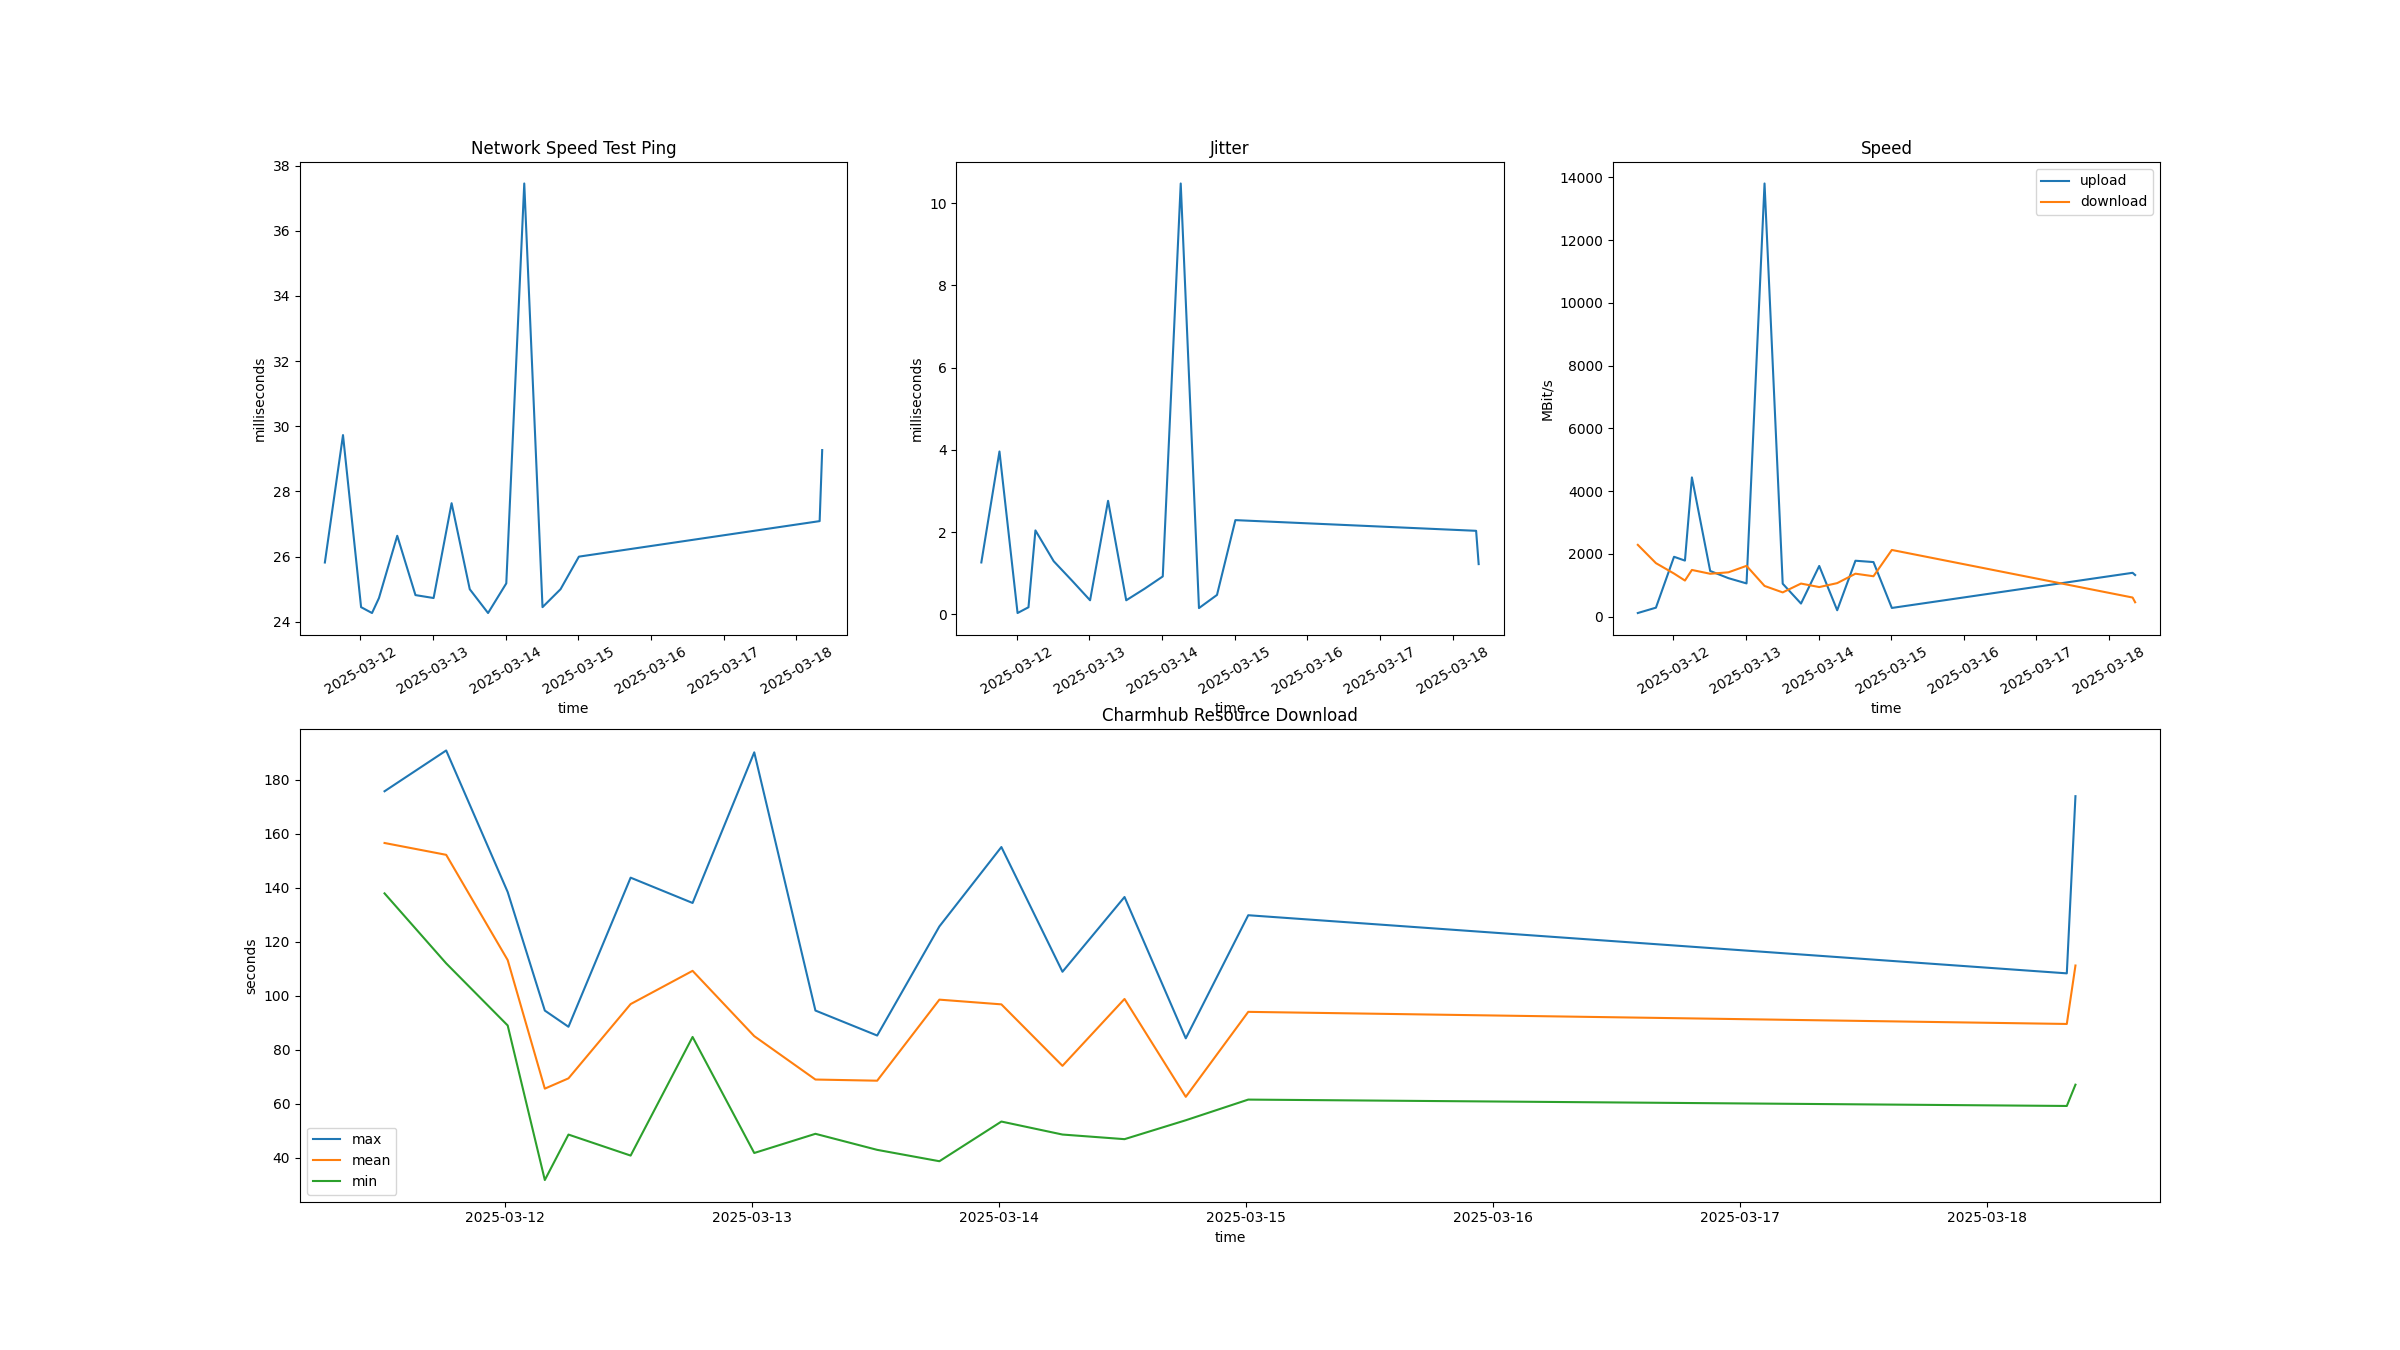 Network Speed Test Ping
38
36
34
32
30
28
26
24
milliseconds
2025-03-12 2025-03-13 2025-03-14 2025-03-15 2025-03-16 2025-03-17 2025-03-18
time
Jitter
10
8
6
4
2
0
milliseconds
2025-03-12 2025-03-13 2025-03-14 2025-03-15 2025-03-16 2025-03-17 2025-03-18
time
Speed
upload
download
14000
12000
10000
8000
6000
4000
2000
0
MBit/s
2025-03-12 2025-03-13 2025-03-14 2025-03-15 2025-03-16 2025-03-17 2025-03-18
time
Charmhub Resource Download
180
160
140
120
100
80
60
40
seconds
max
mean
min
2025-03-12 2025-03-13 2025-03-14 2025-03-15 2025-03-16 2025-03-17 2025-03-18
time